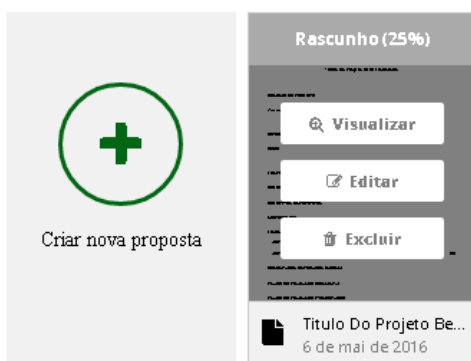 Criar nova proposta
Rascunho (25%)
Visualizar
Editar
Excluir
Titulo Do Projeto Be...
6 de mai de 2016